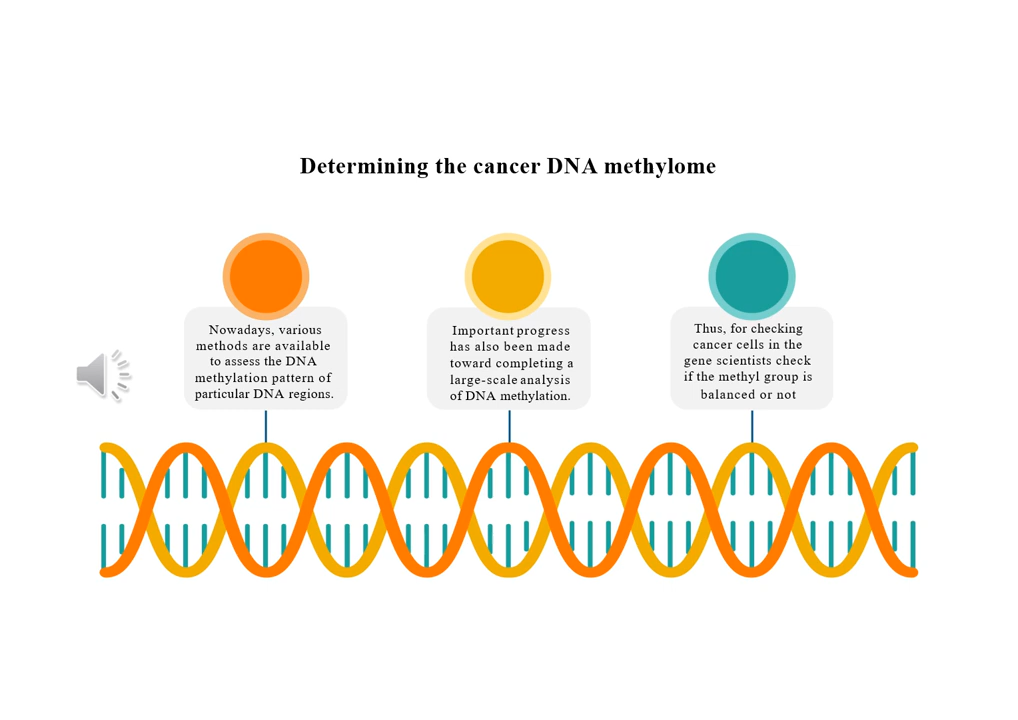 Determining the cancer DNA methylome
Nowadays, various
methods are available
to assess the DNA
methylation pattern of
particular DNA regions.
Important progress
has also been made
toward completing a
large-scale analysis
of DNA methylation.
Thus, for checking
cancer cells in the
gene scientists check
if the methyl group is
balanced or not